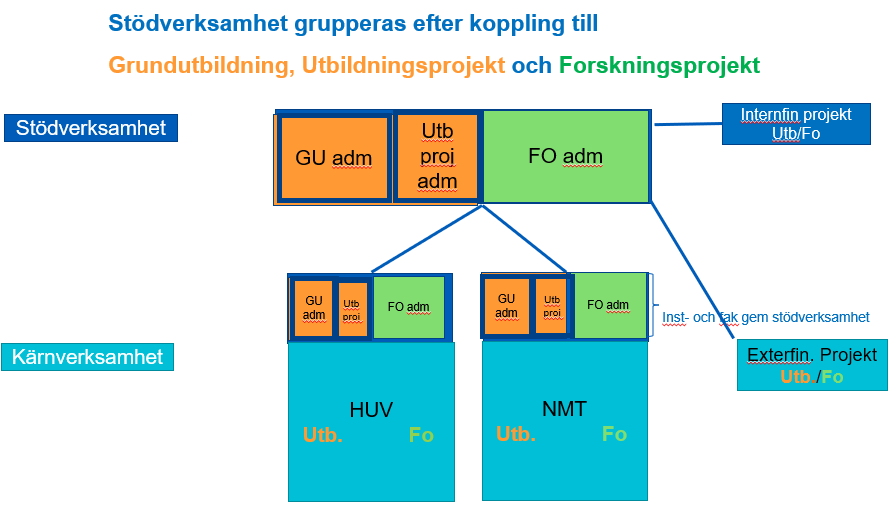 Stödverksamhet grupperas efter koppling till
Grundutbildning, Utbildningsprojekt och Forskningsprojekt
Stödverksamhet
GU adm
Utb
proj
adm
FO adm
Internfin projekt
Utb/Fo
GU
adm
Utb
proj
FO adm
GU
adm
Utb
proj
FO adm
Inst- och fak gem stödverksamhet
Kärnverksamhet
Exterfin. Projekt
Utb./Fo
HUV
Utb. Fo
NMT
Utb. Fo